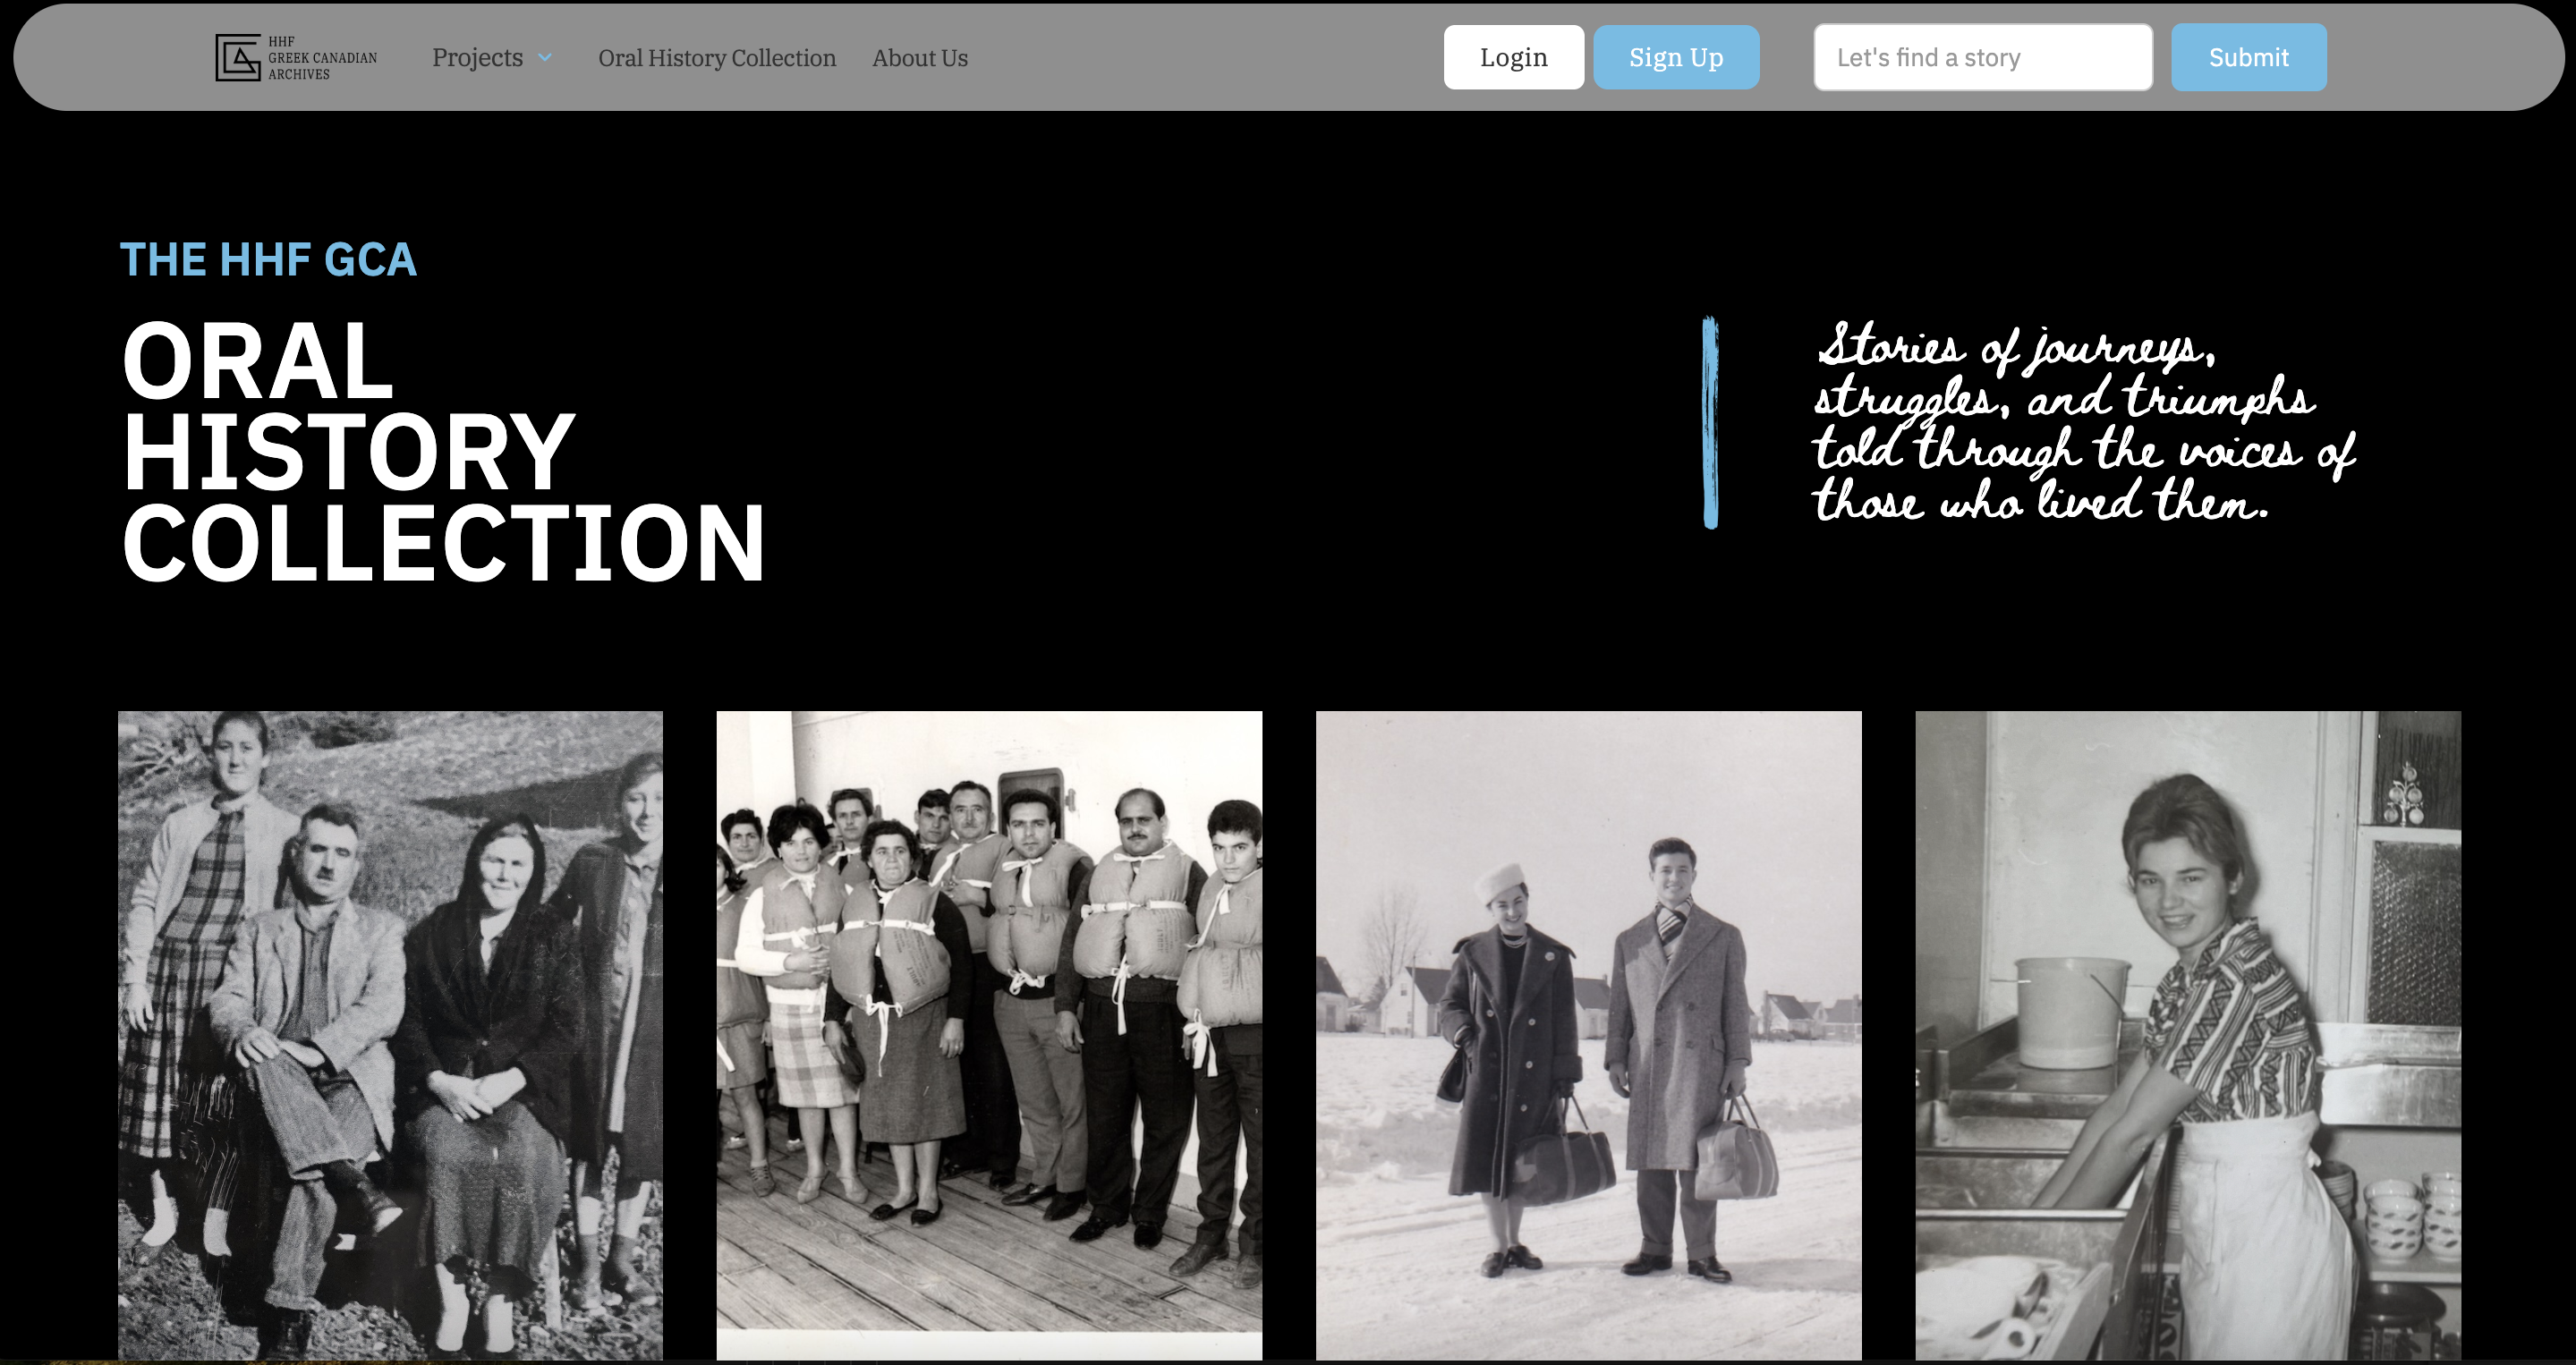 HHF
GREEK CANADIAN
ARCHIVES
Projects
Oral History Collection
About Us
Login
Sign Up
Let's find a story
Submit
THE HHF GCA
ORAL
HISTORY
COLLECTION
Stories of journeys,
struggles, and triumphs
told through the voices of
those who lived them.